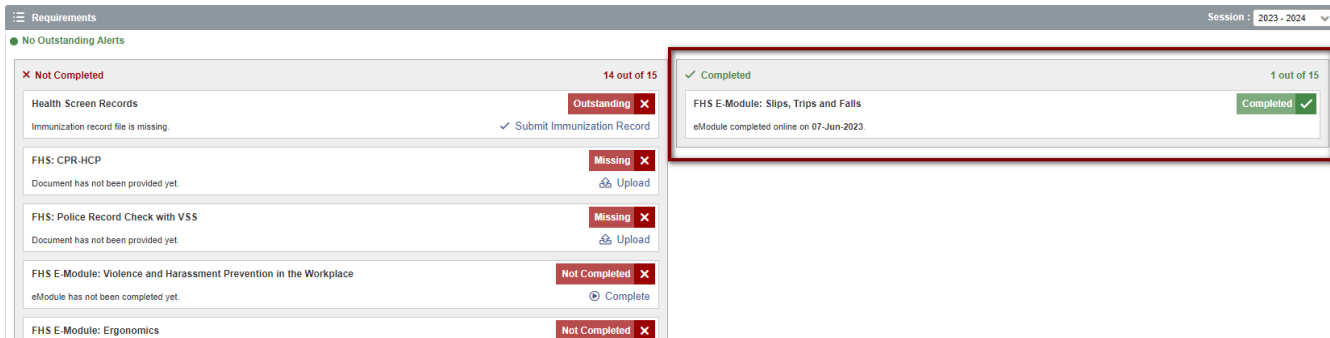 Requirements
Session : 2023 - 2024
No Outstanding Alerts
Not Completed
14 out of 15
Health Screen Records
Outstanding
Immunization record file is missing.
Submit Immunization Record
FHS: CPR-HCP
Missing
Document has not been provided yet.
Upload
FHS: Police Record Check with VSS
Missing
Document has not been provided yet.
Upload
FHS E-Module: Violence and Harassment Prevention in the Workplace
Not Completed
eModule has not been completed yet.
Complete
FHS E-Module: Ergonomics
Not Completed
Completed
1 out of 15
FHS E-Module: Slips, Trips and Falls
Completed
eModule completed online on 07-Jun-2023.